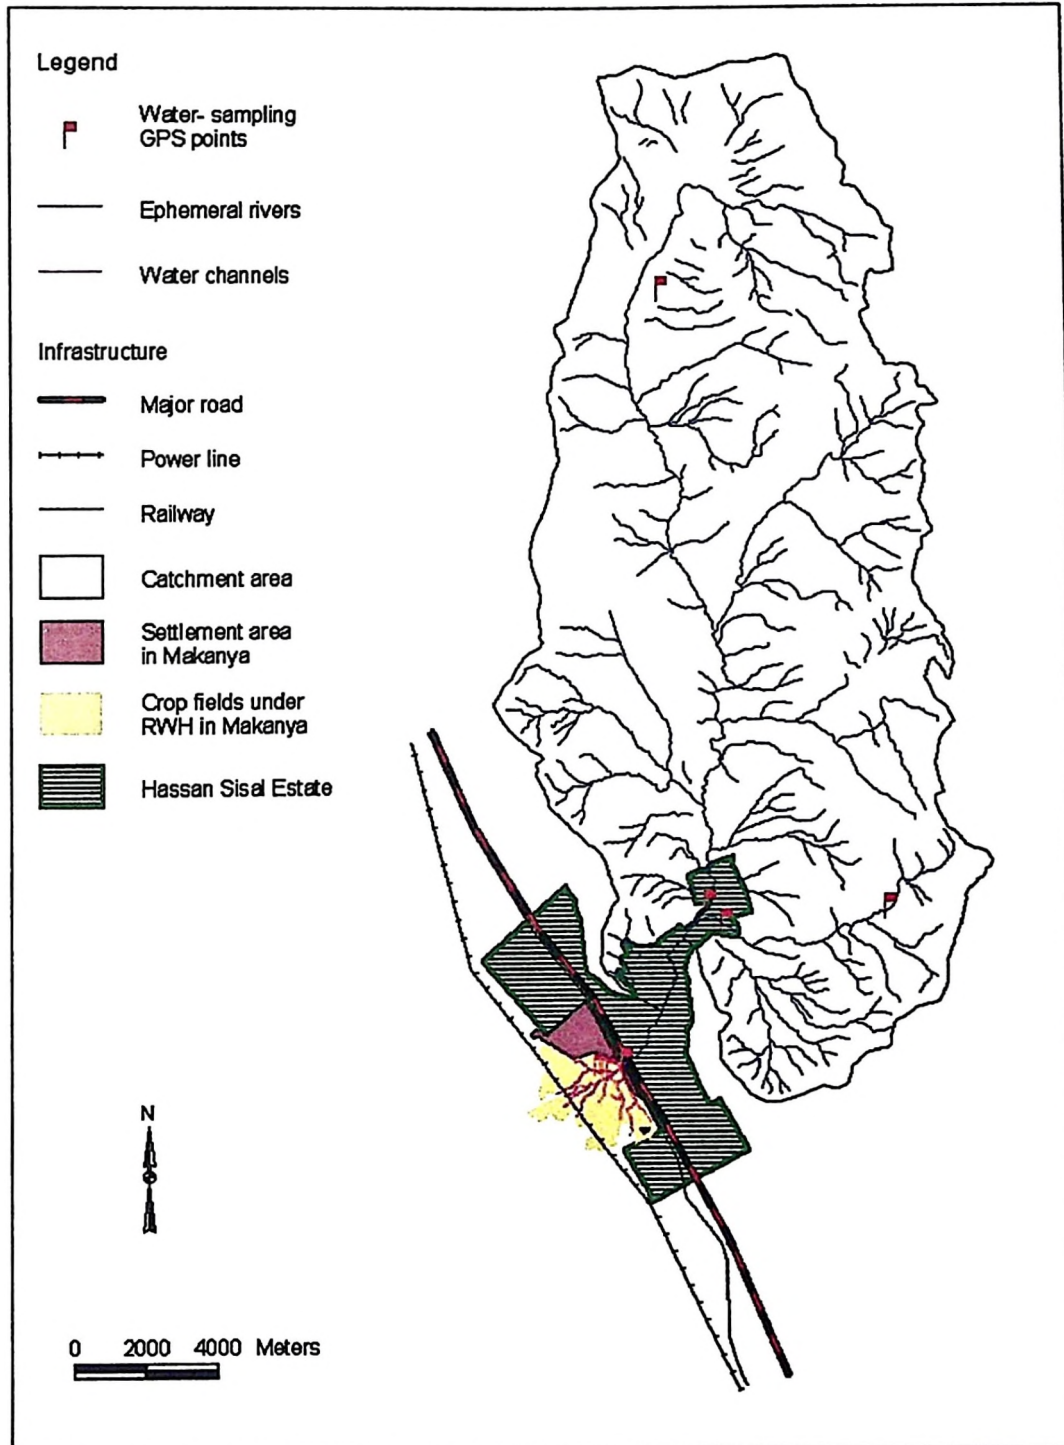 Legend
Water- sampling
GPS points
Ephemeral rivers
Water channels
Infrastructure
Major road
Power line
Railway
Catchment area
Settlement area
in Makanya
Crop fields under
RWH in Makanya
Hassan Sisal Estate
N
0 2000 4000 Meters